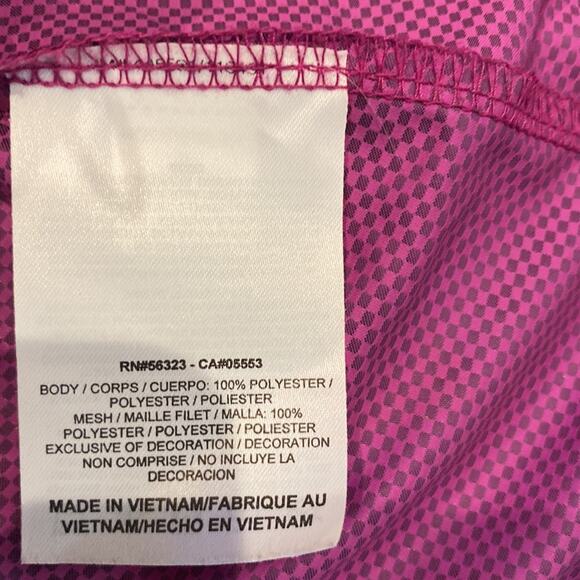 RN#56323 - CA#05553
BODY / CORPS / CUERPO: 100% POLYESTER /
POLYESTER / POLIESTER
MESH / MAILLE FILET / MALLA: 100%
POLYESTER / POLYESTER / POLIESTER
EXCLUSIVE OF DECORATION / DECORATION
NON COMPRISE / NO INCLUYE LA
DECORACION
MADE IN VIETNAM/FABRIQUE AU
VIETNAM/HECHO EN VIETNAM